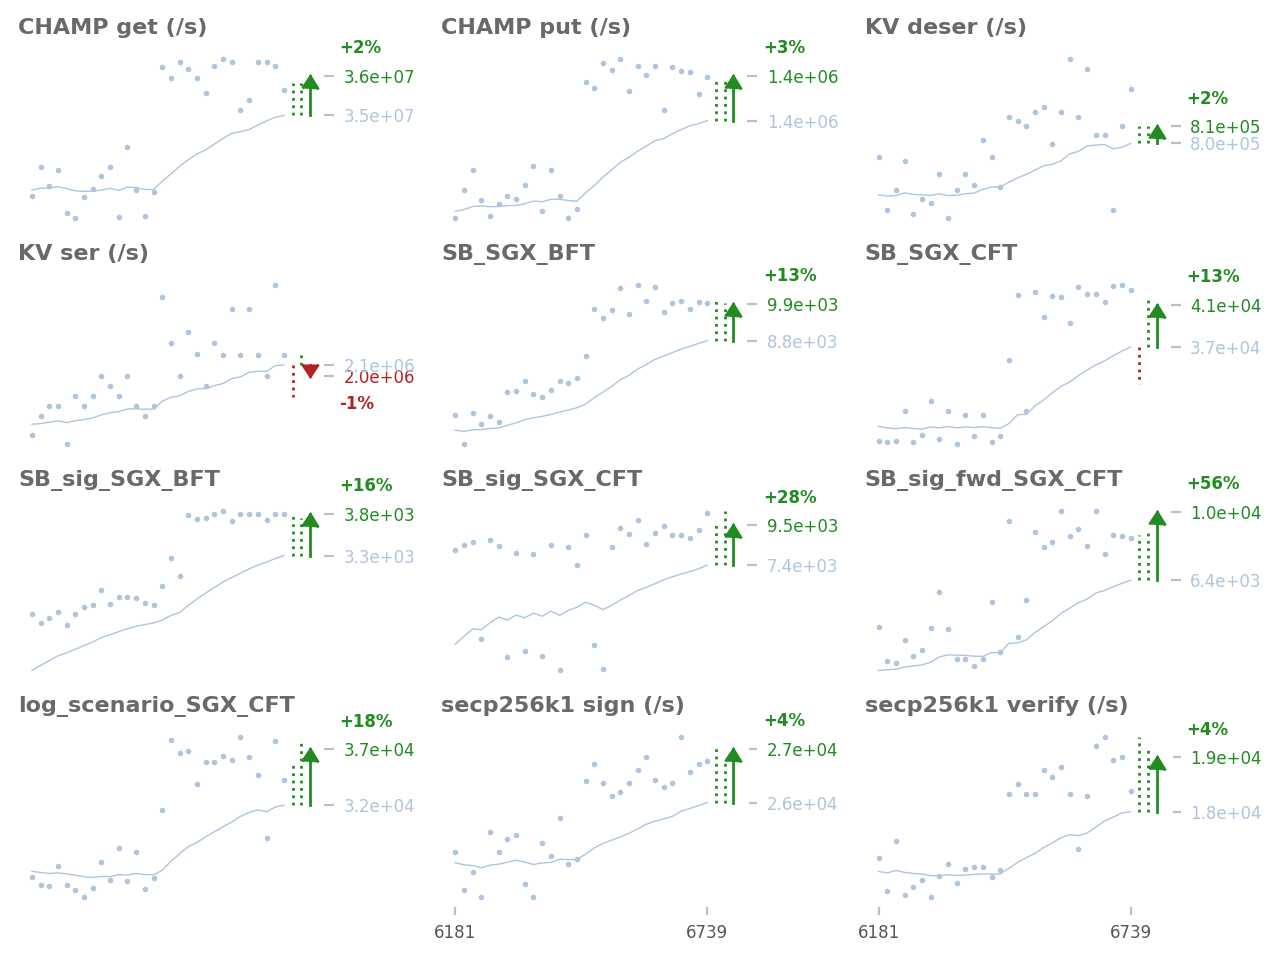 CHAMP get (/s)
+2%
3.6e+07
3.5e+07
CHAMP put (/s)
+3%
1.4e+06
1.4e+06
KV deser (/s)
+2%
8.1e+05
8.0e+05
KV ser (/s)
2.1e+06
2.0e+06
-1%
SB_SGX_BFT
+13%
9.9e+03
8.8e+03
SB_SGX_CFT
+13%
4.1e+04
3.7e+04
SB_sig_SGX_BFT
+16%
3.8e+03
3.3e+03
SB_sig_SGX_CFT
+28%
9.5e+03
7.4e+03
SB_sig_fwd_SGX_CFT
+56%
1.0e+04
6.4e+03
log_scenario_SGX_CFT
+18%
3.7e+04
3.2e+04
secp256k1 sign (/s)
+4%
2.7e+04
2.6e+04
6181
6739
secp256k1 verify (/s)
+4%
1.9e+04
1.8e+04
6181
6739